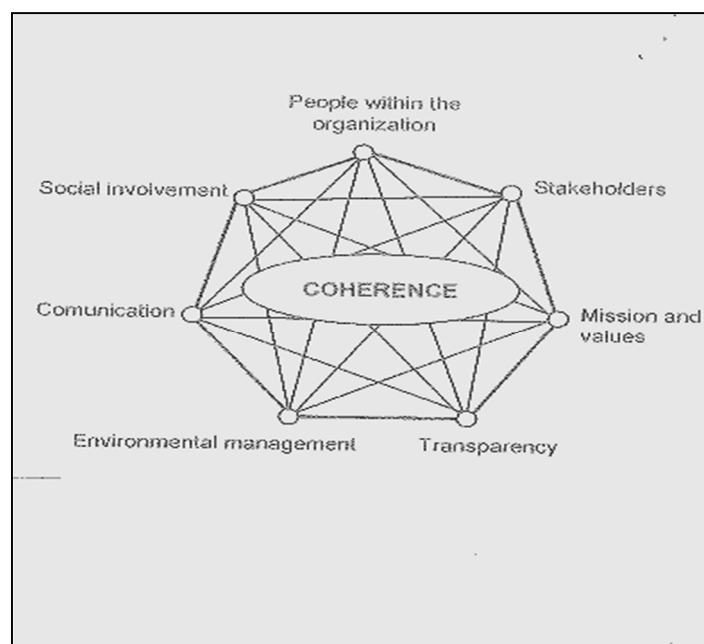 People within the
organization
Social involvement
Stakeholders
COHERENCE
Comunication
Mission and
values
Environmental management
Transparency